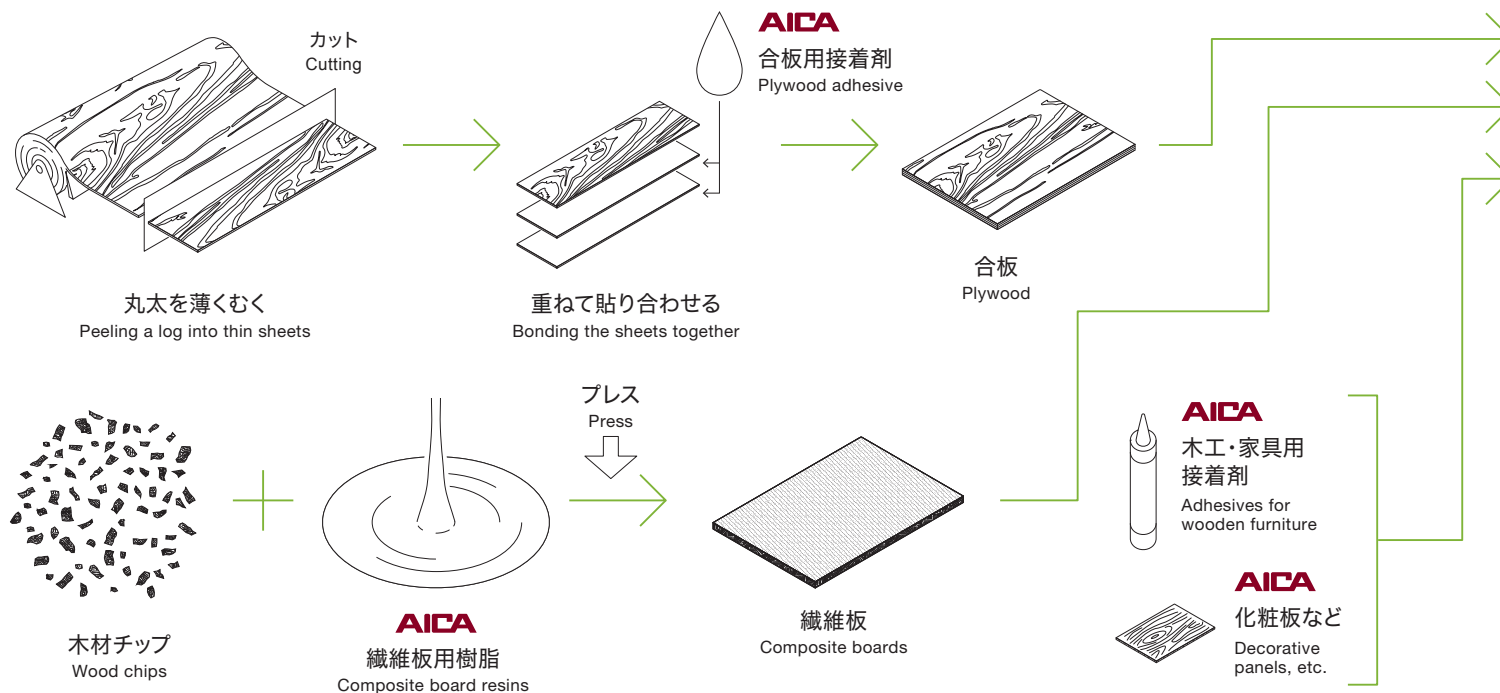 カット
Cutting
AICA
合板用接着剤
Plywood adhesive
丸太を薄くむく
Peeling a log into thin sheets
重ねて貼り合わせる
Bonding the sheets together
合板
Plywood
プレス
Press
木材チップ
Wood chips
AICA
繊維板用樹脂
Composite board resins
繊維板
Composite boards
AICA
木工・家具用
接着剤
Adhesives for
wooden furniture
AICA
化粧板など
Decorative
panels, etc.